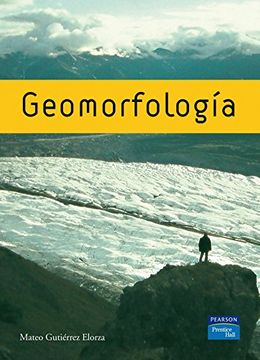 Geomorfología
PEARSON
Prentice
Hall
Mateo Gutiérrez Elorza